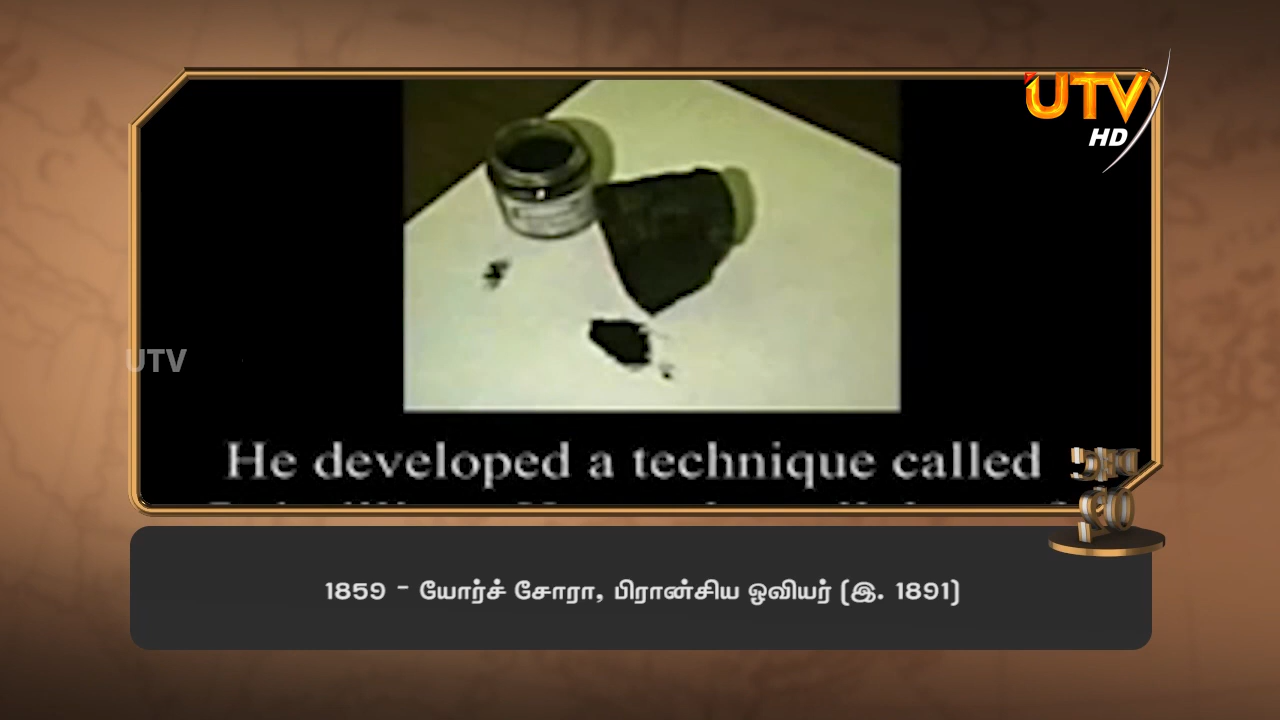 UTV
HD
UTV
He developed a technique called
1859 - யோர்ச் சோரா, பிரான்சிய ஓவியர் (இ. 1891)